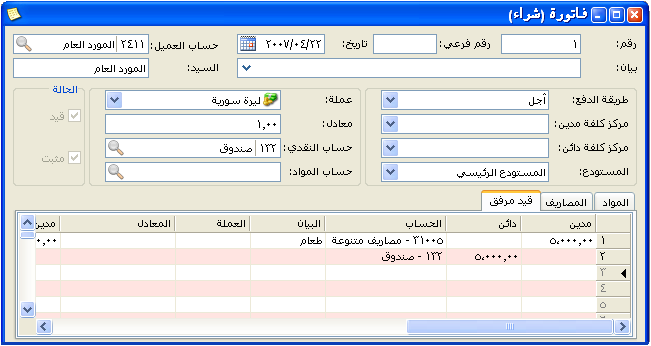 فاتورة (شراء)
رقم: ١ رقم فرعي: تاريخ: ٢٠٠٧/٠٤/٢٢ حساب العميل: ٢٤١١ المورد العام
بيان: السيد: المورد العام
طريقة الدفع: أجل
مركز كلفة مدين:
مركز كلفة دائن:
المستودع: المستودع الرئيسي
عملة: ليرة سورية
معادل: ١,٠٠
حساب النقدي: ١٢٢ صندوق
حساب المواد:
الحالة
قيد
مثبت
المواد المصاريف قيد مرفق
مدين دائن الحساب البيان العملة المعادل مدين
١ ٥،٠٠٠,٠٠ ٣١٠٠٥ - مصاريف متنوعة طعام ٠,٠٠
٢ ٥،٠٠٠,٠٠ ١٢٢ - صندوق
٣
٤
٥